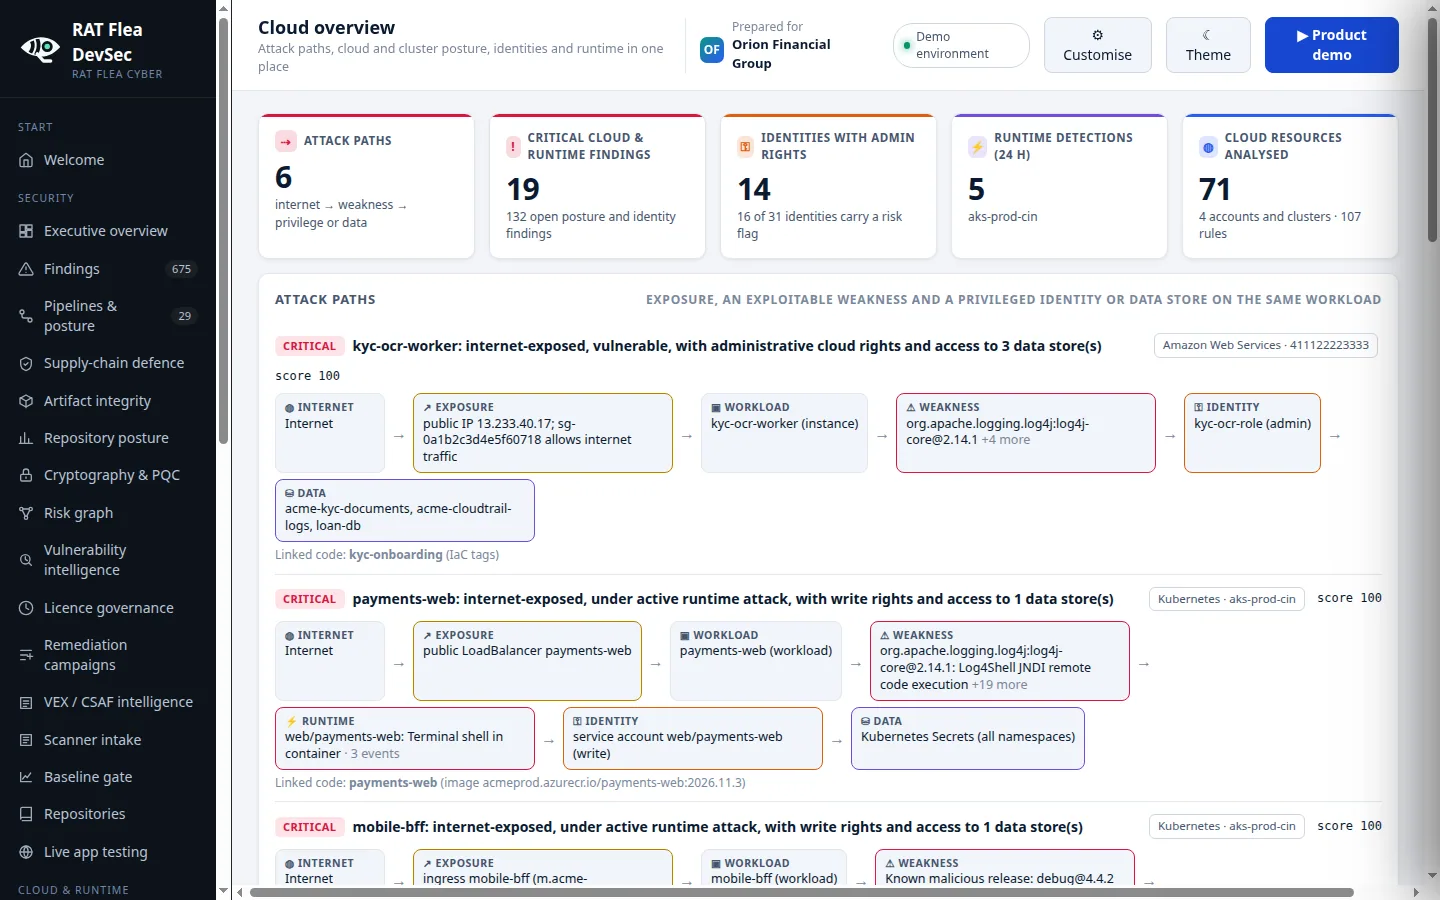 RAT Flea
DevSec
RAT FLEA CYBER
START
Welcome
SECURITY
Executive overview
Findings 675
Pipelines &
posture 29
Supply-chain defence
Artifact integrity
Repository posture
Cryptography & PQC
Risk graph
Vulnerability
intelligence
Licence governance
Remediation
campaigns
VEX / CSAF intelligence
Scanner intake
Baseline gate
Repositories
Live app testing
CLOUD & RUNTIME
Cloud overview
Attack paths, cloud and cluster posture, identities and runtime in one
place
OF
Prepared for
Orion Financial
Group
Demo
environment
Customise
Theme
▶ Product
demo
ATTACK PATHS
6
internet → weakness →
privilege or data
CRITICAL CLOUD &
RUNTIME FINDINGS
19
132 open posture and identity
findings
IDENTITIES WITH ADMIN
RIGHTS
14
16 of 31 identities carry a risk
flag
RUNTIME DETECTIONS
(24 H)
5
aks-prod-cin
CLOUD RESOURCES
ANALYSED
71
4 accounts and clusters · 107
rules
ATTACK PATHS
EXPOSURE, AN EXPLOITABLE WEAKNESS AND A PRIVILEGED IDENTITY OR DATA STORE ON THE SAME WORKLOAD
CRITICAL kyc-ocr-worker: internet-exposed, vulnerable, with administrative cloud rights and access to 3 data store(s)
Amazon Web Services · 411122223333
score 100
INTERNET
Internet
→
↗ EXPOSURE
public IP 13.233.40.17; sg-
0a1b2c3d4e5f60718 allows internet
traffic
→
WORKLOAD
kyc-ocr-worker (instance)
→
⚠ WEAKNESS
org.apache.logging.log4j:log4j-
core@2.14.1 +4 more
→
IDENTITY
kyc-ocr-role (admin)
→
DATA
acme-kyc-documents, acme-cloudtrail-
logs, loan-db
Linked code: kyc-onboarding (IaC tags)
CRITICAL payments-web: internet-exposed, under active runtime attack, with write rights and access to 1 data store(s)
Kubernetes · aks-prod-cin score 100
INTERNET
Internet
→
↗ EXPOSURE
public LoadBalancer payments-web
→
WORKLOAD
payments-web (workload)
→
⚠ WEAKNESS
org.apache.logging.log4j:log4j-
core@2.14.1: Log4Shell JNDI remote
code execution +19 more
→
⚡ RUNTIME
web/payments-web: Terminal shell in
container · 3 events
→
IDENTITY
service account web/payments-web
(write)
→
DATA
Kubernetes Secrets (all namespaces)
Linked code: payments-web (image acmeprod.azurecr.io/payments-web:2026.11.3)
CRITICAL mobile-bff: internet-exposed, under active runtime attack, with write rights and access to 1 data store(s)
Kubernetes · aks-prod-cin score 100
INTERNET
Internet
→
↗ EXPOSURE
ingress mobile-bff (m.acme-
→
WORKLOAD
mobile-bff (workload)
→
⚠ WEAKNESS
Known malicious release: debug@4.4.2
→